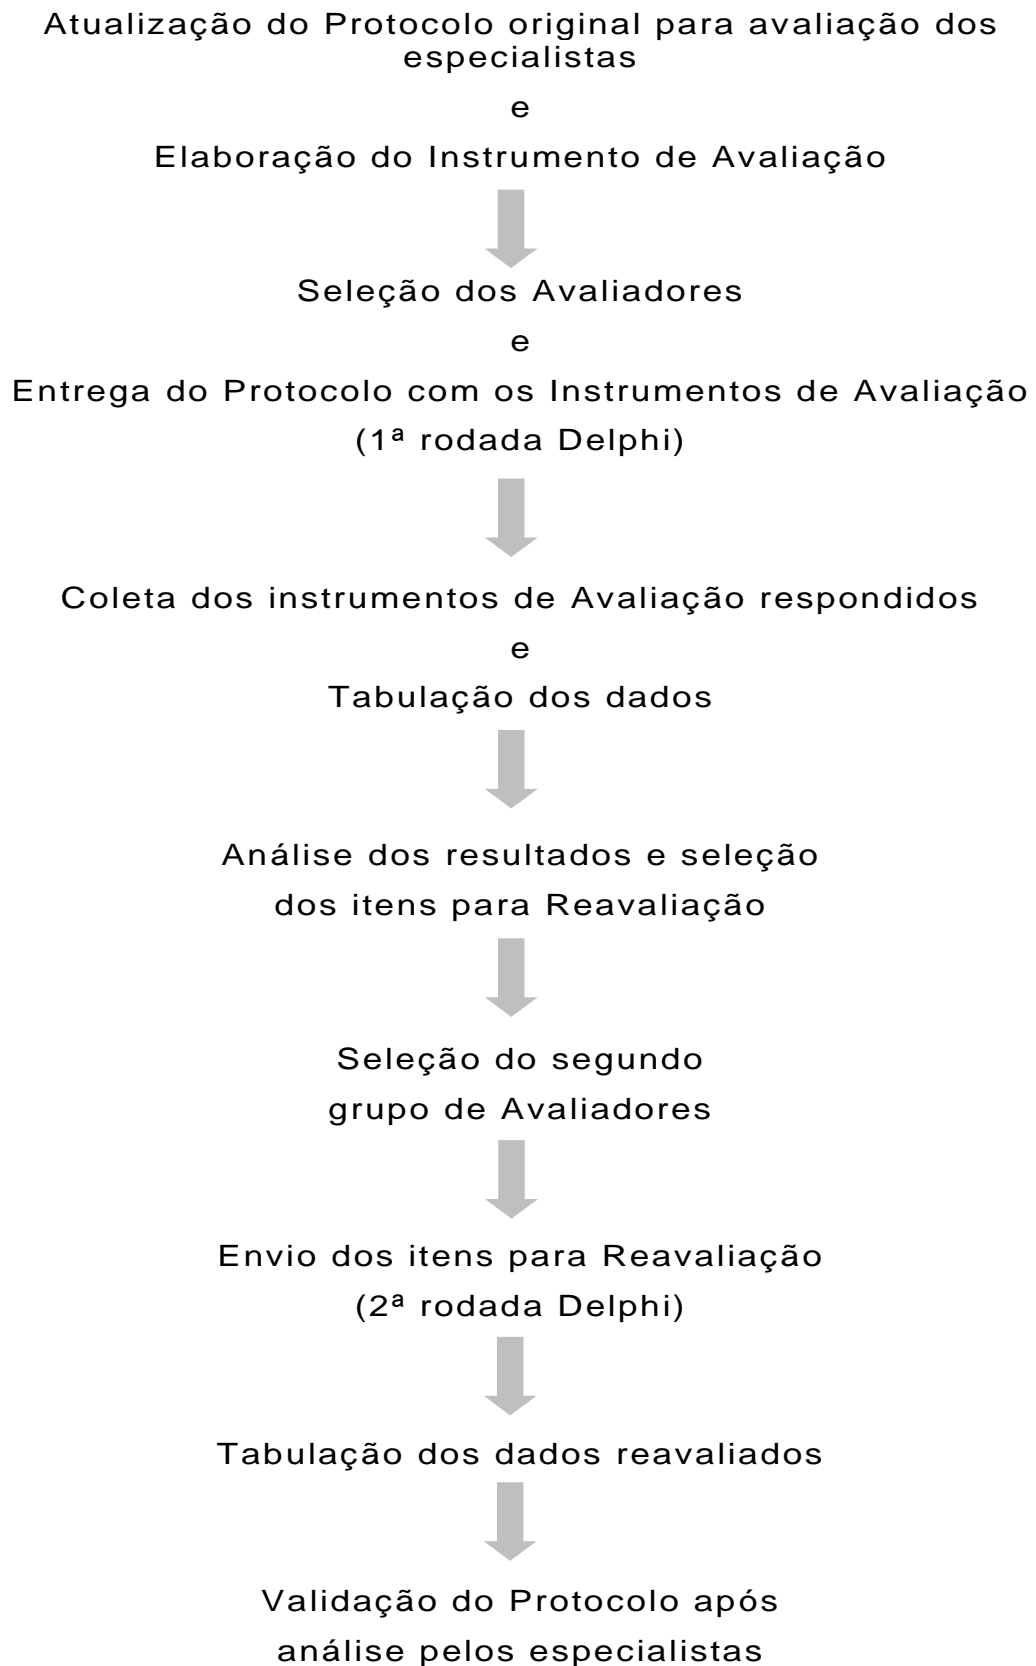 Atualização do Protocolo original para avaliação dos
especialistas
e
Elaboração do Instrumento de Avaliação
Seleção dos Avaliadores
e
Entrega do Protocolo com os Instrumentos de Avaliação
(1ª rodada Delphi)
Coleta dos instrumentos de Avaliação respondidos
e
Tabulação dos dados
Análise dos resultados e seleção
dos itens para Reavaliação
Seleção do segundo
grupo de Avaliadores
Envio dos itens para Reavaliação
(2ª rodada Delphi)
Tabulação dos dados reavaliados
Validação do Protocolo após
análise pelos especialistas